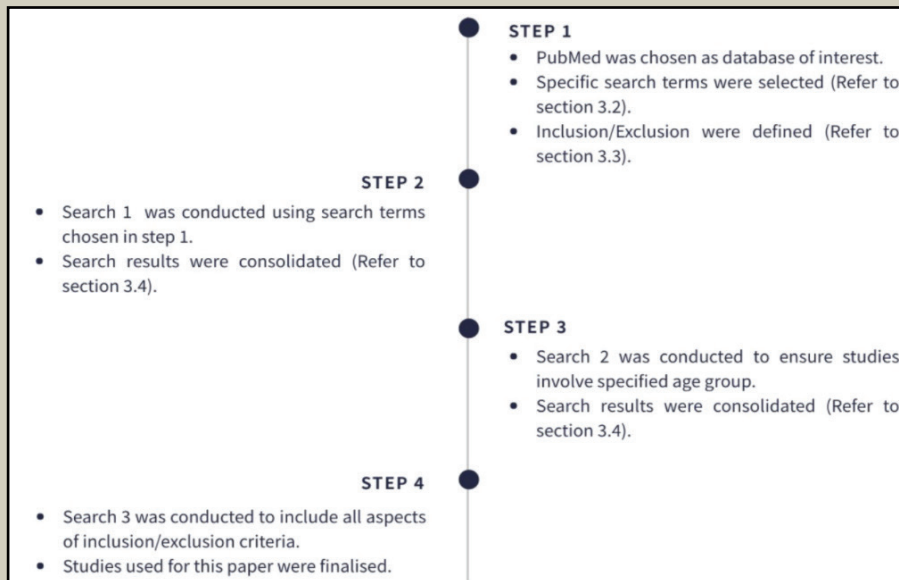 STEP 1
• PubMed was chosen as database of interest.
• Specific search terms were selected (Refer to
section 3.2).
• Inclusion/Exclusion were defined (Refer to
section 3.3).
STEP 2
• Search 1 was conducted using search terms
chosen in step 1.
• Search results were consolidated (Refer to
section 3.4).
STEP 3
• Search 2 was conducted to ensure studies
involve specified age group.
• Search results were consolidated (Refer to
section 3.4).
STEP 4
• Search 3 was conducted to include all aspects
of inclusion/exclusion criteria.
• Studies used for this paper were finalised.